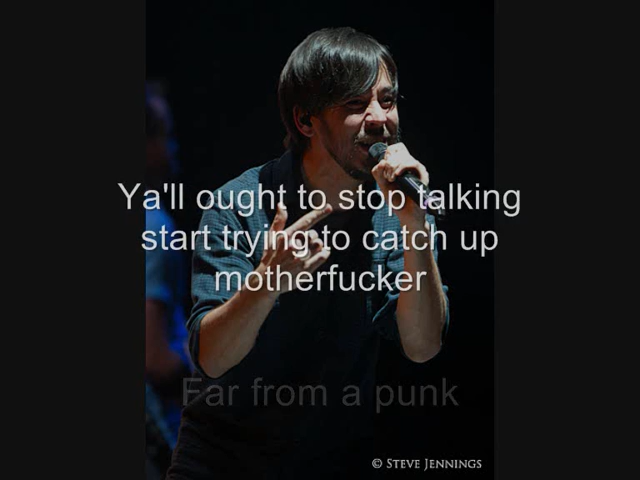 Ya'll ought to stop talking
start trying to catch up
motherfucker
Far from a punk
© STEVE JENNINGS